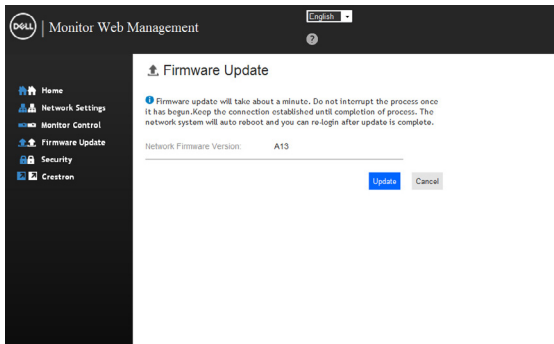 DELL | Monitor Web Management
English
?
Firmware Update
Home
Network Settings
Monitor Control
Firmware Update
Security
Crestron
Firmware update will take about a minute. Do not interrupt the process once
it has begun.Keep the connection established until completion of process. The
network system will auto reboot and you can re-login after update is complete.
Network Firmware Version: A13
Update Cancel